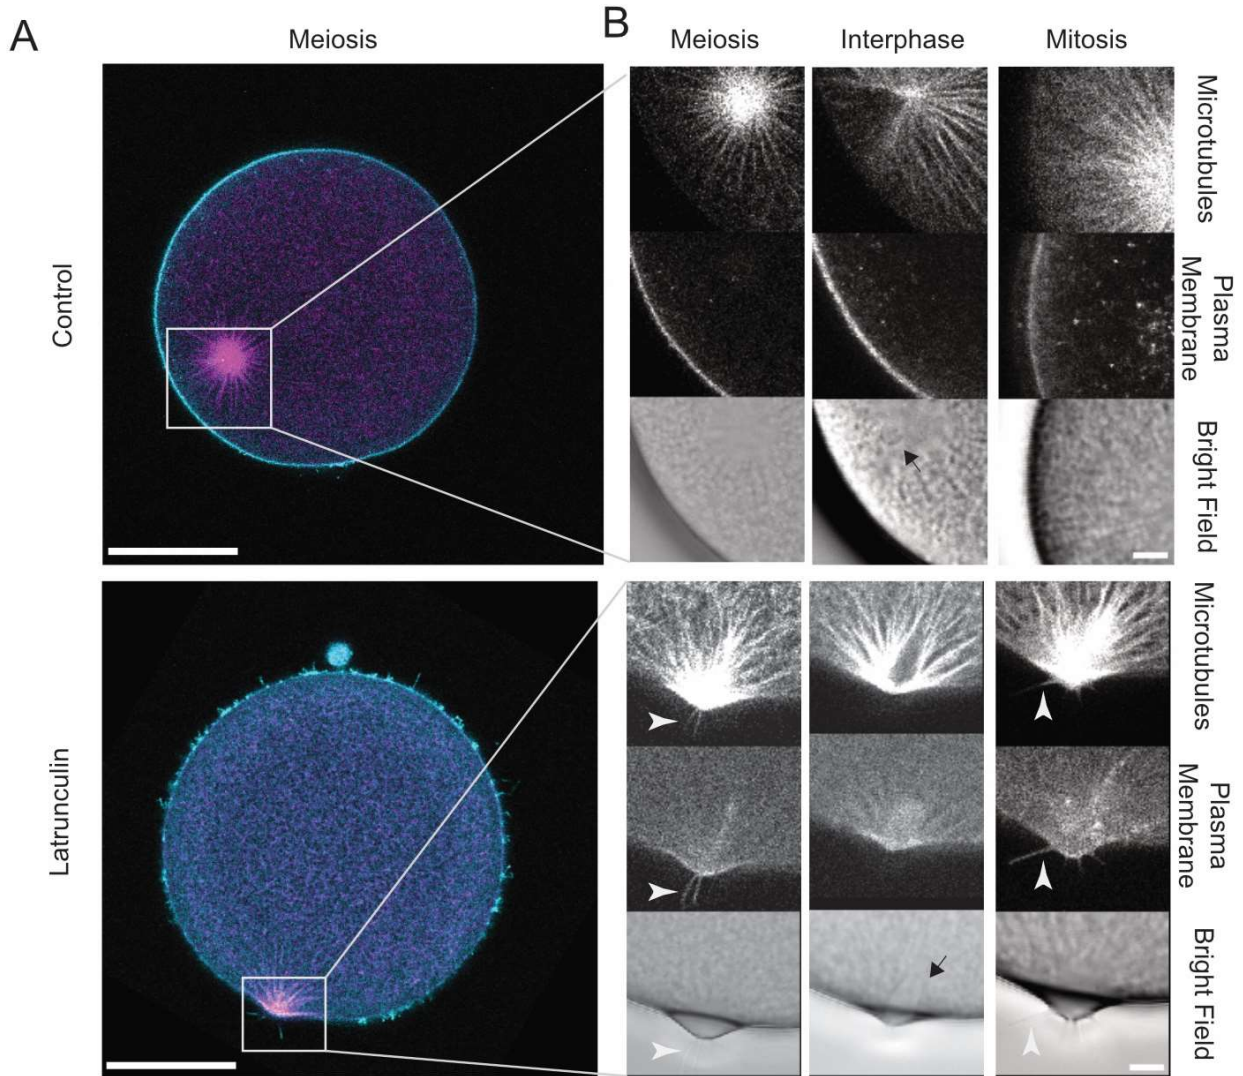 A
Meiosis
B
Meiosis
Interphase
Mitosis
Control
Microtubules
Plasma
Membrane
Bright Field
Latrunculin
Microtubules
Plasma
Membrane
Bright Field